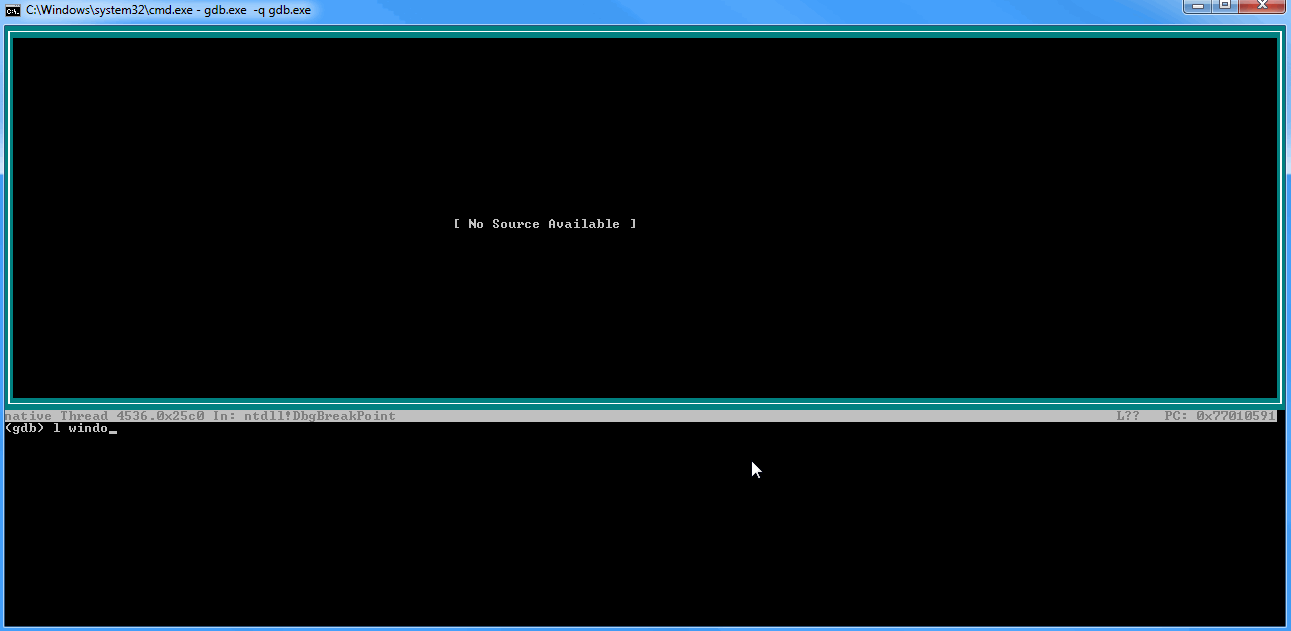 C:\Windows\system32\cmd.exe - gdb.exe  -q gdb.exe
[ No Source Available ]
native Thread 4536.0x25c0 In: ntdll!DbgBreakPoint L??   PC: 0x77010591
(gdb) l windo_